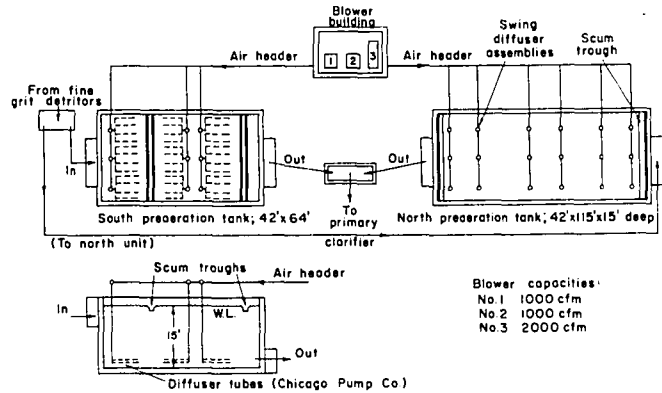 Blower
building
1 2 3
Air header
Air header
Swing
diffuser
assemblies
Scum
trough
From fine
grit detritors
In
Out
Out
In
South preaeration tank; 42'x64'
To
primary
clarifier
North preaeration tank; 42'x115'x15' deep
(To north unit)
Scum troughs
Air header
In
W.L.
15'
Out
Diffuser tubes (Chicago Pump Co.)
Blower capacities:
No.1 1000 cfm
No.2 1000 cfm
No.3 2000 cfm